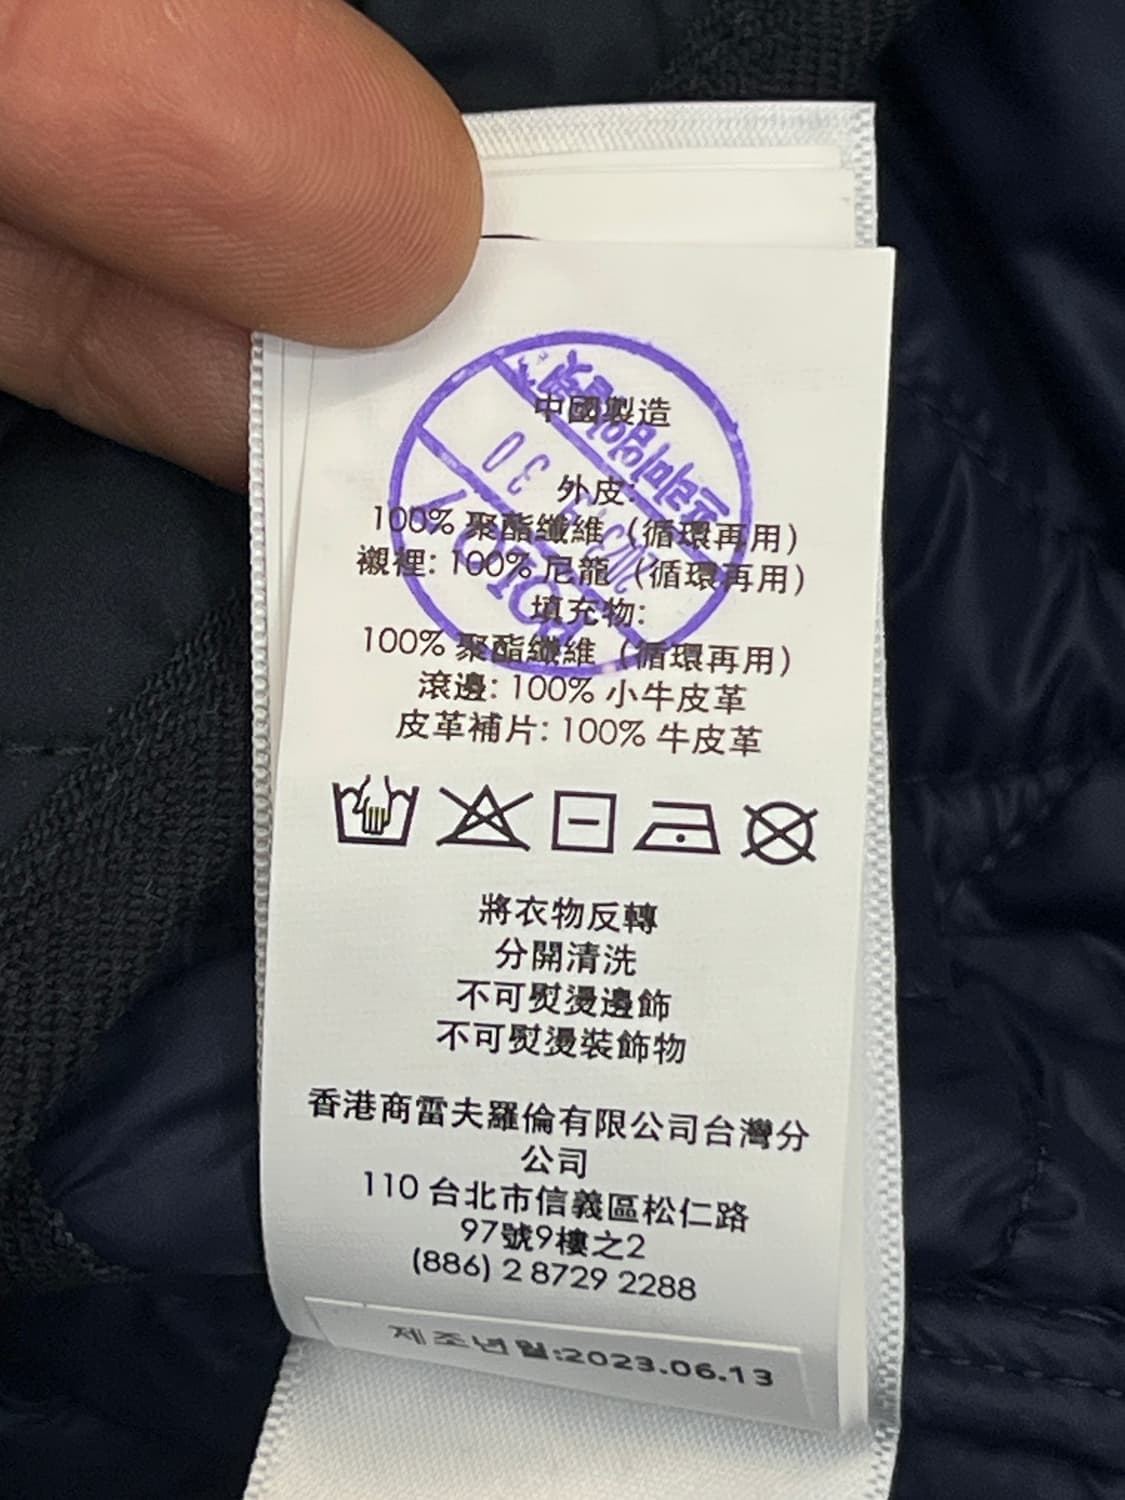 中國製造
外皮:
100% 聚酯纖維 (循環再用)
襯裡: 100% 尼龍 (循環再用)
填充物:
100% 聚酯纖維 (循環再用)
滾邊: 100% 小牛皮革
皮革補片: 100% 牛皮革
將衣物反轉
分開清洗
不可熨燙邊飾
不可熨燙裝飾物
香港商雷夫羅倫有限公司台灣分
公司
110 台北市信義區松仁路
97號9樓之2
(886) 2 8729 2288
제조년월:2023.06.13